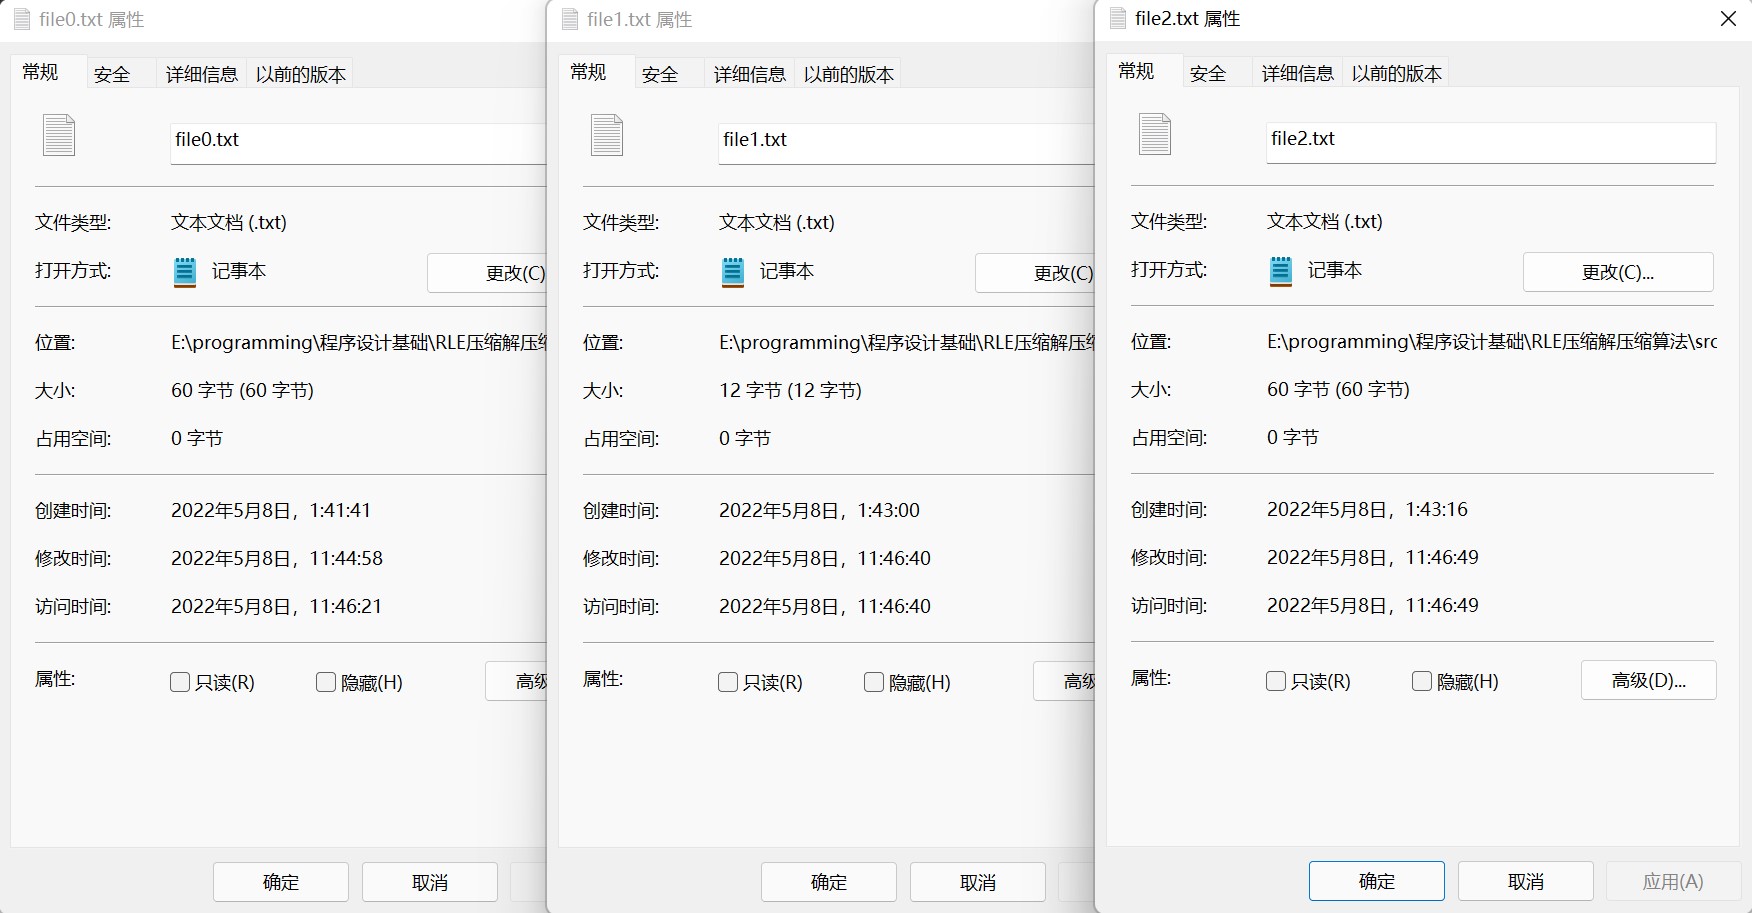 file0.txt 属性
常规 安全 详细信息 以前的版本
file0.txt
文件类型: 文本文档 (.txt)
打开方式: 记事本 更改(C)
位置: E:\programming\程序设计基础\RLE压缩解压缩
大小: 60 字节 (60 字节)
占用空间: 0 字节
创建时间: 2022年5月8日，1:41:41
修改时间: 2022年5月8日，11:44:58
访问时间: 2022年5月8日，11:46:21
属性: 只读(R) 隐藏(H) 高级
确定 取消
file1.txt 属性
常规 安全 详细信息 以前的版本
file1.txt
文件类型: 文本文档 (.txt)
打开方式: 记事本 更改(C)
位置: E:\programming\程序设计基础\RLE压缩解压缩
大小: 12 字节 (12 字节)
占用空间: 0 字节
创建时间: 2022年5月8日，1:43:00
修改时间: 2022年5月8日，11:46:40
访问时间: 2022年5月8日，11:46:40
属性: 只读(R) 隐藏(H) 高级
确定 取消
file2.txt 属性
常规 安全 详细信息 以前的版本
file2.txt
文件类型: 文本文档 (.txt)
打开方式: 记事本 更改(C)...
位置: E:\programming\程序设计基础\RLE压缩解压缩算法\src
大小: 60 字节 (60 字节)
占用空间: 0 字节
创建时间: 2022年5月8日，1:43:16
修改时间: 2022年5月8日，11:46:49
访问时间: 2022年5月8日，11:46:49
属性: 只读(R) 隐藏(H) 高级(D)...
确定 取消 应用(A)